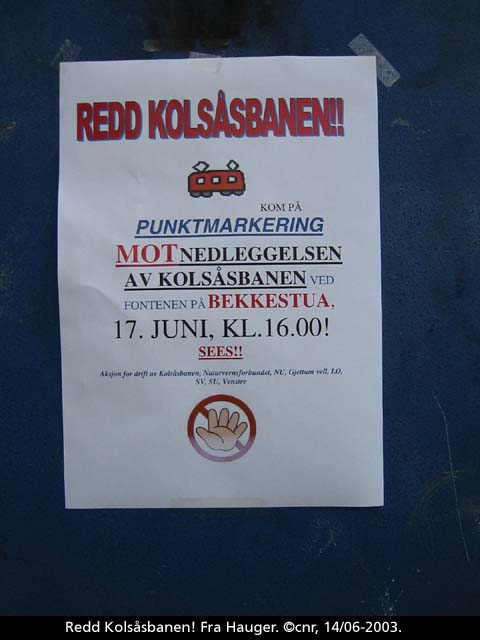 REDD KOLSÅSBANEN!!
KOM PÅ
PUNKTMARKERING
MOT NEDLEGGELSEN
AV KOLSÅSBANEN VED
FONTENEN PÅ BEKKESTUA,
17. JUNI, KL.16.00!
SEES!!
Aksjon for drift av Kolsåsbanen, Naturvernforbundet, NU, Gjettum vell, LO,
SV, SU, Venstre
Redd Kolsåsbanen! Fra Hauger. ©cnr, 14/06-2003.